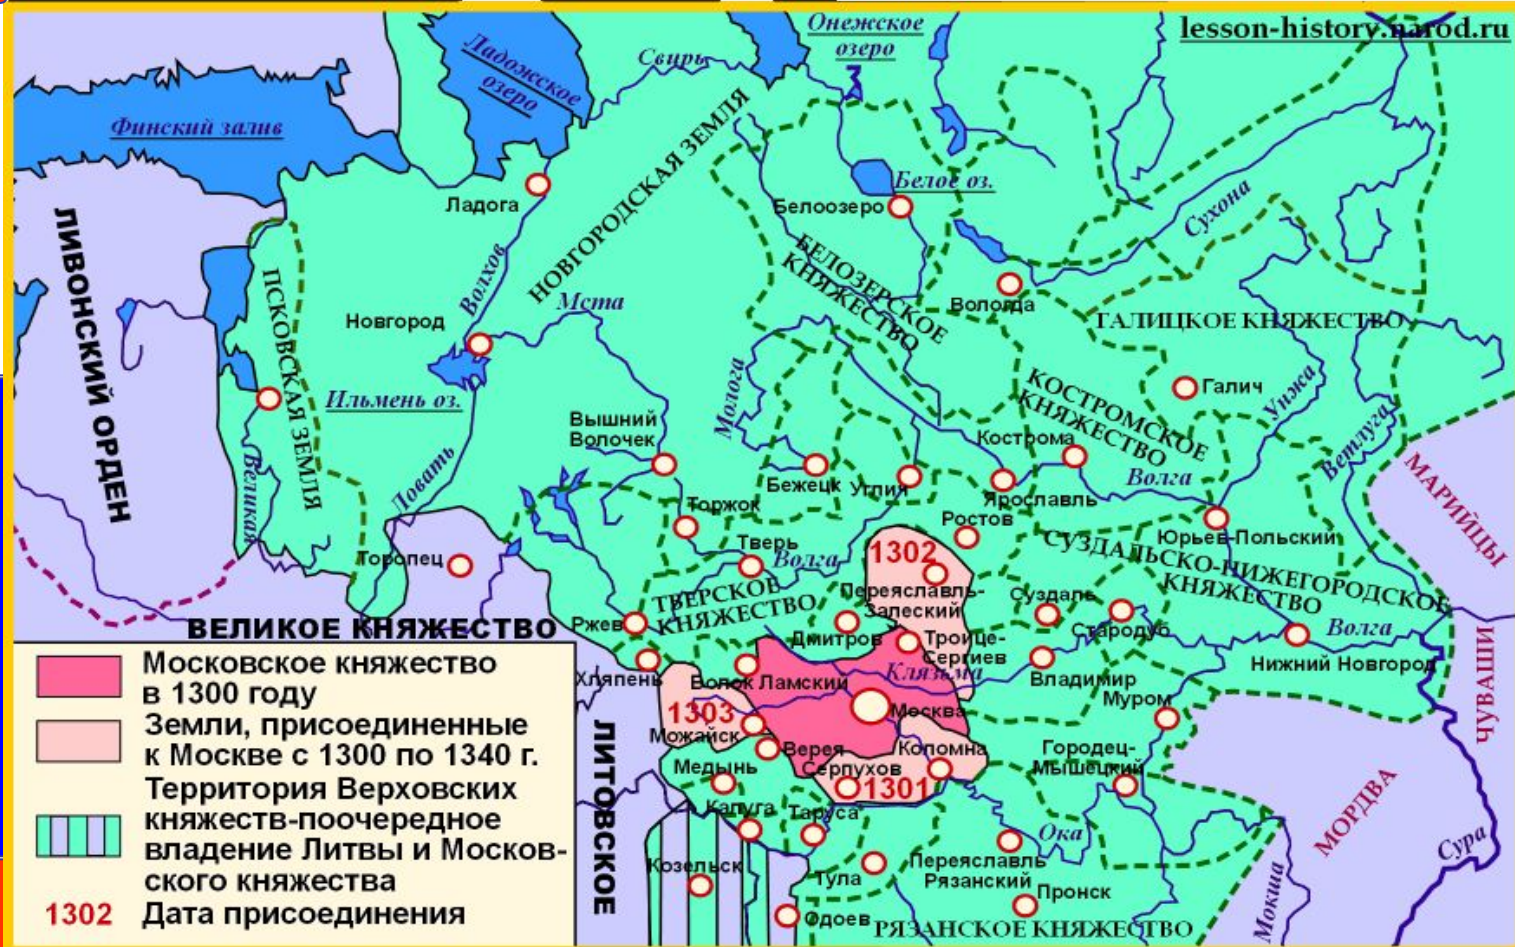 Онежское
озеро
lesson-history.narod.ru
Ладожское
озеро
Свирь
Финский залив
НОВГОРОДСКАЯ ЗЕМЛЯ
Белое оз.
Ладога
Белоозеро
Сухона
ЛИВОНСКИЙ ОРДЕН
ПСКОВСКАЯ ЗЕМЛЯ
Волхов
Мста
БЕЛОЗЕРСКОЕ
КНЯЖЕСТВО
Вологда
Новгород
ГАЛИЦКОЕ КНЯЖЕСТВО
Ильмень оз.
Молога
КОСТРОМСКОЕ
КНЯЖЕСТВО
Галич
Унжа
Ветлуга
Вышний
Волочек
Кострома
Великая
Ловать
Бежецк
Углич
Ярославль
Волга
МАРИЙЦЫ
Торжок
Ростов
Юрьев-Польский
Торопец
Тверь
Волга
1302
СУЗДАЛЬСКО-НИЖЕГОРОДСКОЕ
КНЯЖЕСТВО
ТВЕРСКОЕ
КНЯЖЕСТВО
Переяславль-
Залеский
Суздаль
Стародуб
ВЕЛИКОЕ КНЯЖЕСТВО
Ржев
Дмитров
Троице-
Сергиев
Волга
Нижний Новгород
ЧУВАШИ
Хляпень
Волок Ламский
Клязьма
Владимир
Муром
1303
Можайск
Москва
Верея
Коломна
Городец-
Мышецкий
ЛИТОВСКОЕ
Медынь
Серпухов
1301
МОРДВА
Калуга
Таруса
Ока
Сура
Козельск
Тула
Переяславль
Рязанский
Пронск
Мокша
Одоев
РЯЗАНСКОЕ КНЯЖЕСТВО
Московское княжество
в 1300 году
Земли, присоединенные
к Москве с 1300 по 1340 г.
Территория Верховских
княжеств-поочередное
владение Литвы и Москов-
ского княжества
1302 Дата присоединения